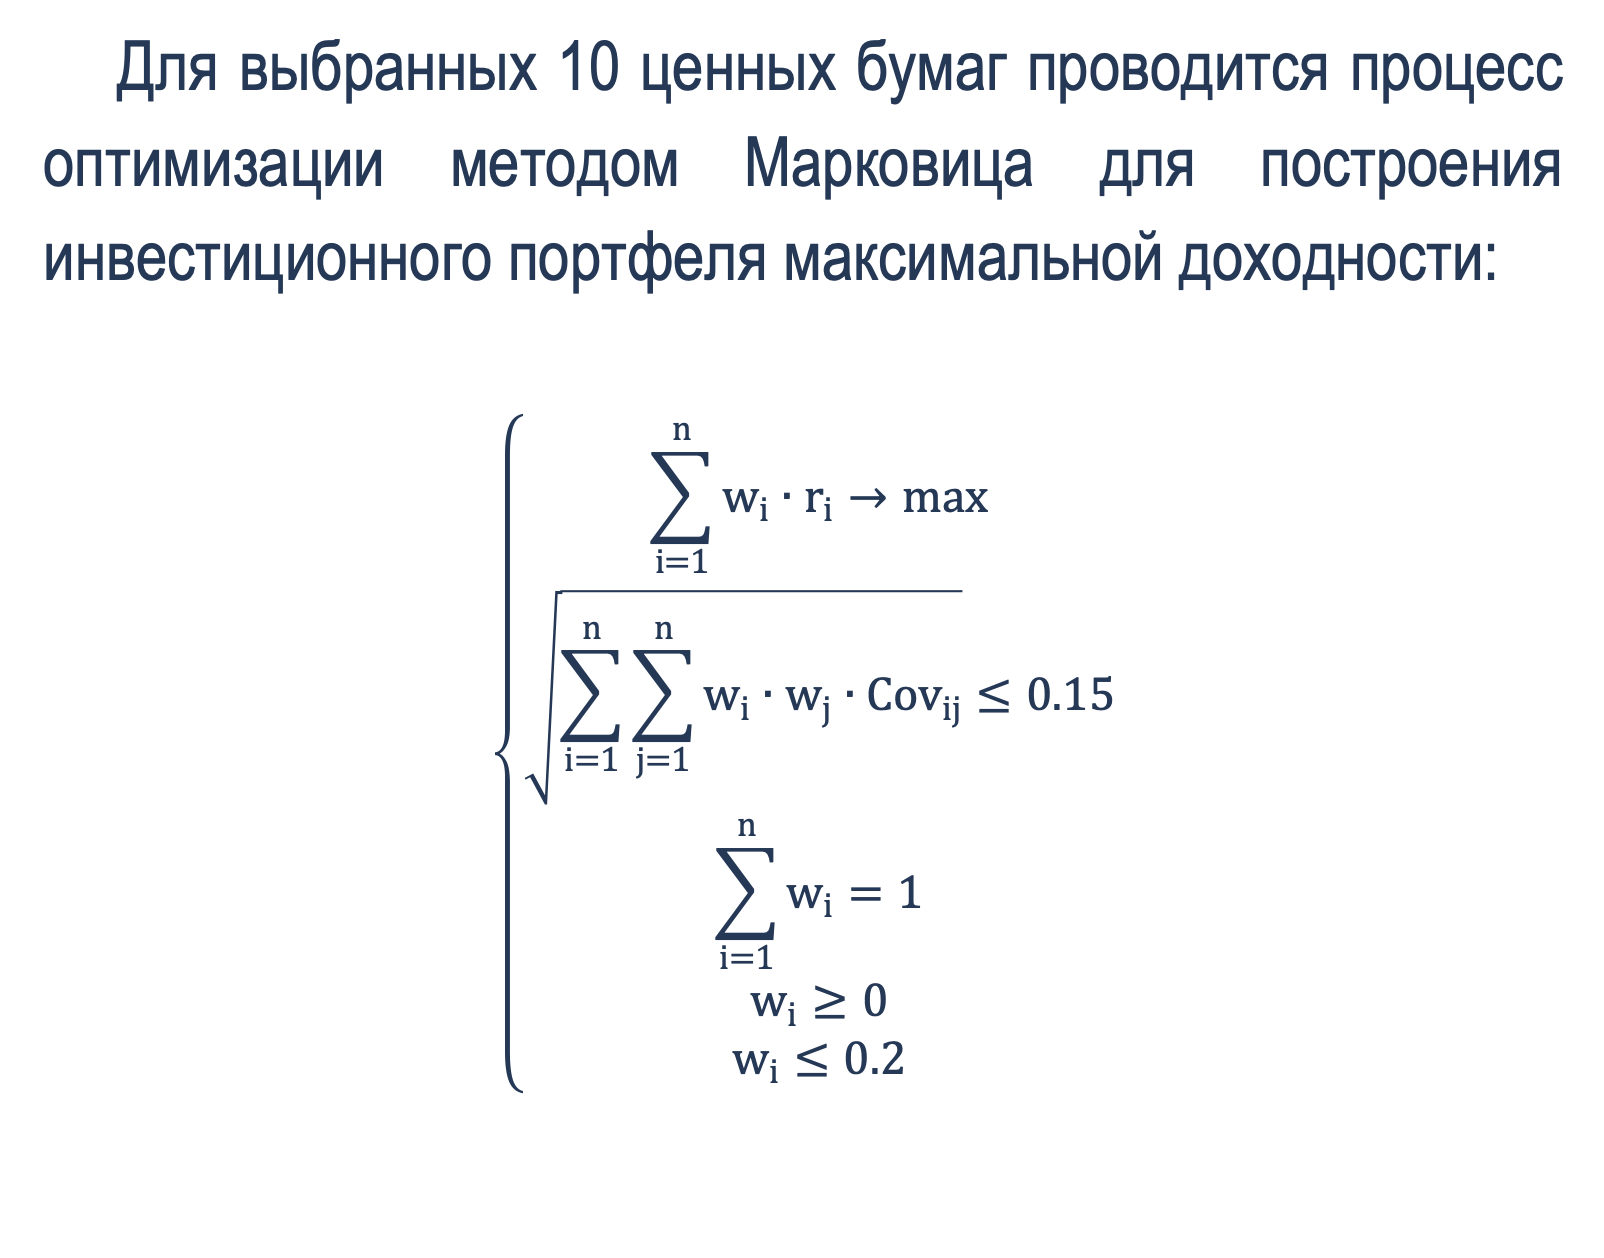 Для выбранных 10 ценных бумаг проводится процесс
оптимизации методом Марковица для построения
инвестиционного портфеля максимальной доходности:
n
∑ wᵢ · rᵢ → max
i=1
n n
√∑ ∑ wᵢ · wⱼ · Covᵢⱼ ≤ 0.15
i=1 j=1
n
∑ wᵢ = 1
i=1
wᵢ ≥ 0
wᵢ ≤ 0.2